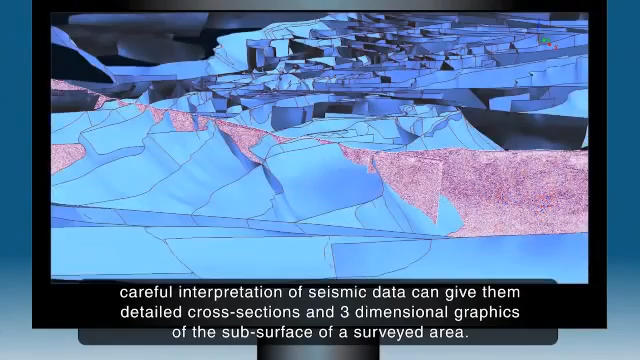 careful interpretation of seismic data can give them
detailed cross-sections and 3 dimensional graphics
of the sub-surface of a surveyed area.